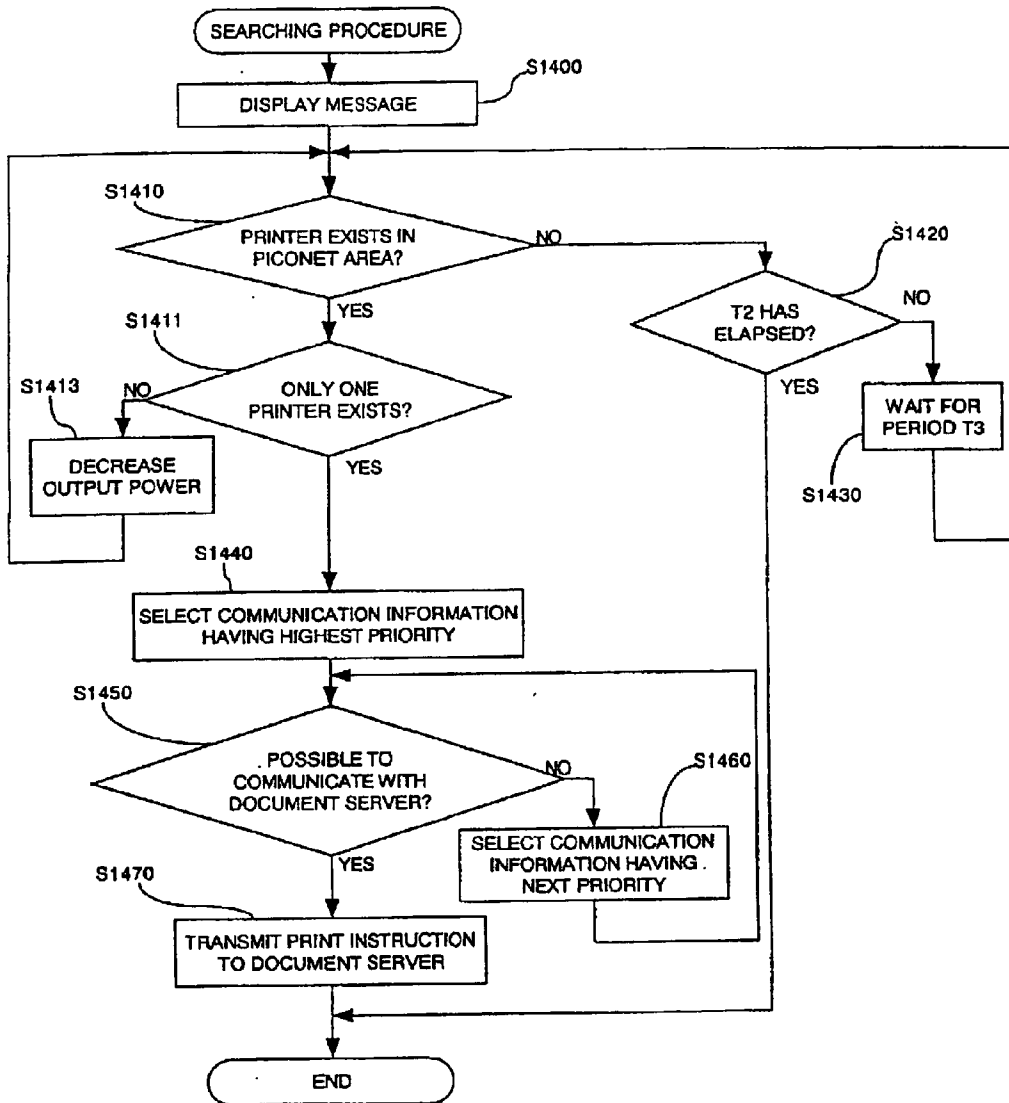 SEARCHING PROCEDURE
S1400
DISPLAY MESSAGE
S1410
PRINTER EXISTS IN
PICONET AREA?
NO
YES
S1420
T2 HAS
ELAPSED?
NO
YES
S1411
ONLY ONE
PRINTER EXISTS?
NO
YES
S1413
DECREASE
OUTPUT POWER
WAIT FOR
PERIOD T3
S1430
S1440
SELECT COMMUNICATION INFORMATION
HAVING HIGHEST PRIORITY
S1450
POSSIBLE TO
COMMUNICATE WITH
DOCUMENT SERVER?
NO
YES
S1460
SELECT COMMUNICATION
INFORMATION HAVING
NEXT PRIORITY
S1470
TRANSMIT PRINT INSTRUCTION
TO DOCUMENT SERVER
END